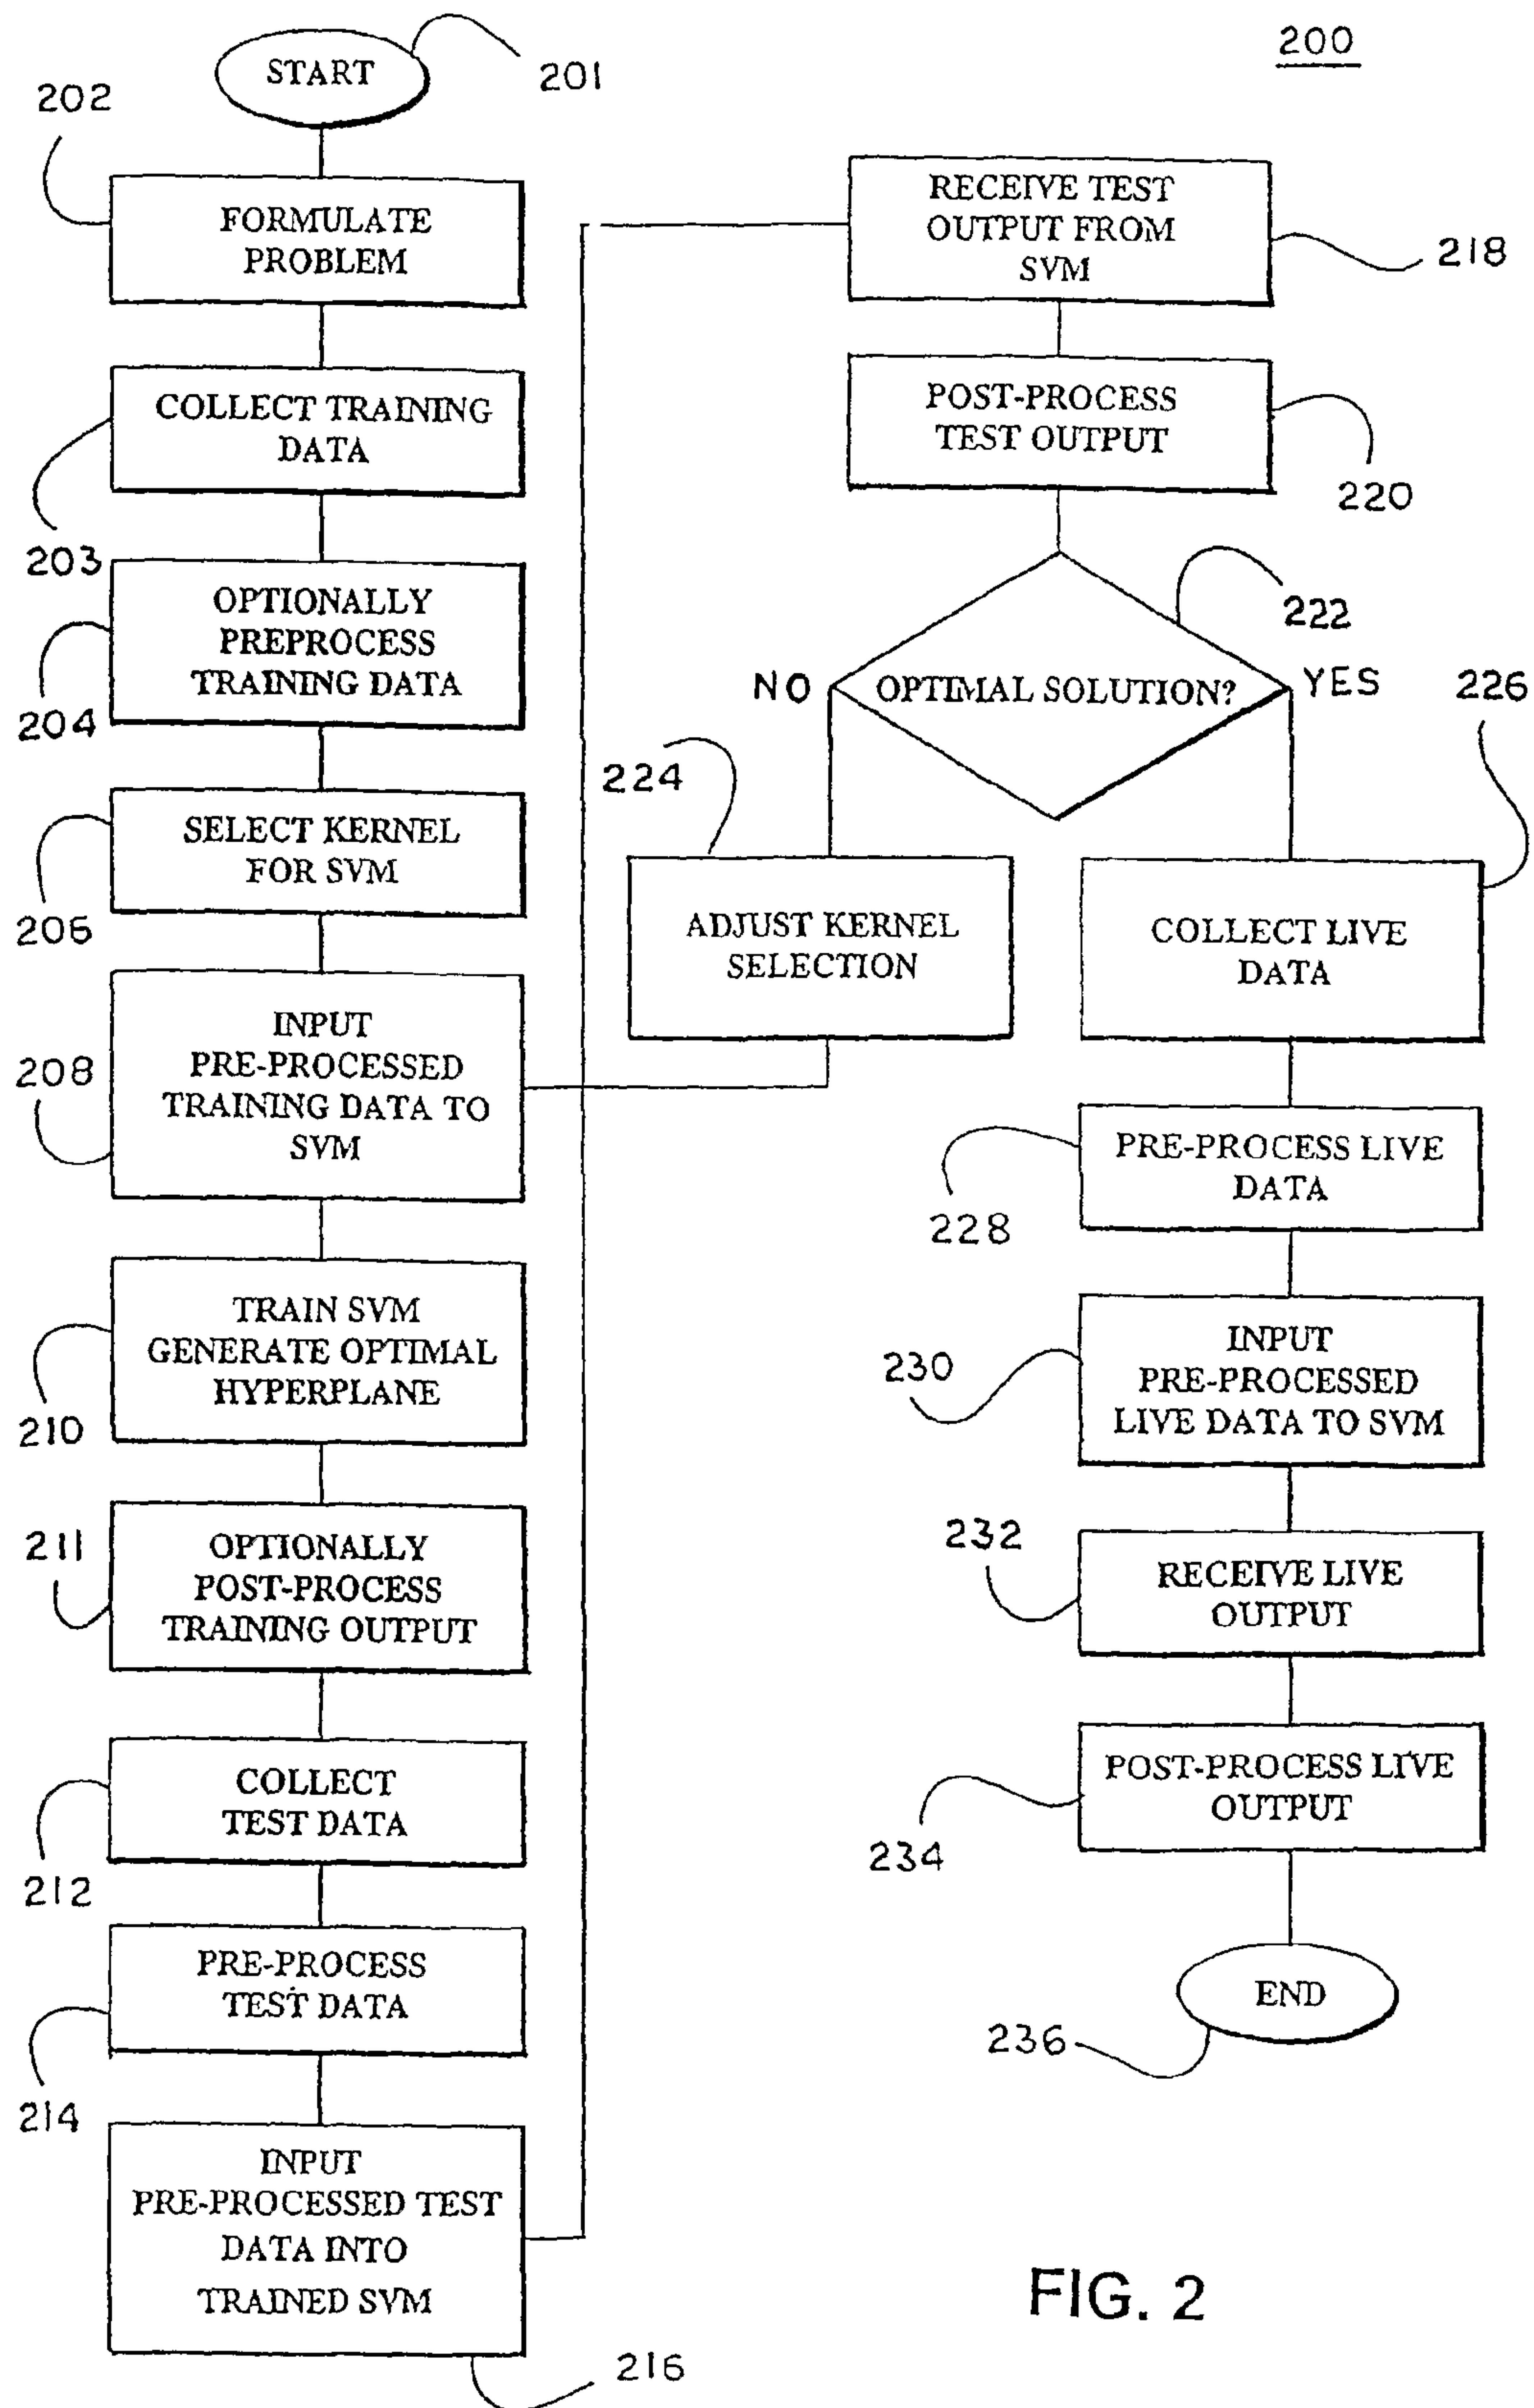 200
START
201
202
FORMULATE
PROBLEM
COLLECT TRAINING
DATA
203
OPTIONALLY
PREPROCESS
TRAINING DATA
204
SELECT KERNEL
FOR SVM
206
INPUT
PRE-PROCESSED
TRAINING DATA TO
SVM
208
TRAIN SVM
GENERATE OPTIMAL
HYPERPLANE
210
211
OPTIONALLY
POST-PROCESS
TRAINING OUTPUT
COLLECT
TEST DATA
212
PRE-PROCESS
TEST DATA
214
INPUT
PRE-PROCESSED TEST
DATA INTO
TRAINED SVM
216
RECEIVE TEST
OUTPUT FROM
SVM
218
POST-PROCESS
TEST OUTPUT
220
222
NO
OPTIMAL SOLUTION?
YES
224
ADJUST KERNEL
SELECTION
226
COLLECT LIVE
DATA
PRE-PROCESS LIVE
DATA
228
230
INPUT
PRE-PROCESSED
LIVE DATA TO SVM
232
RECEIVE LIVE
OUTPUT
POST-PROCESS LIVE
OUTPUT
234
END
236
FIG. 2